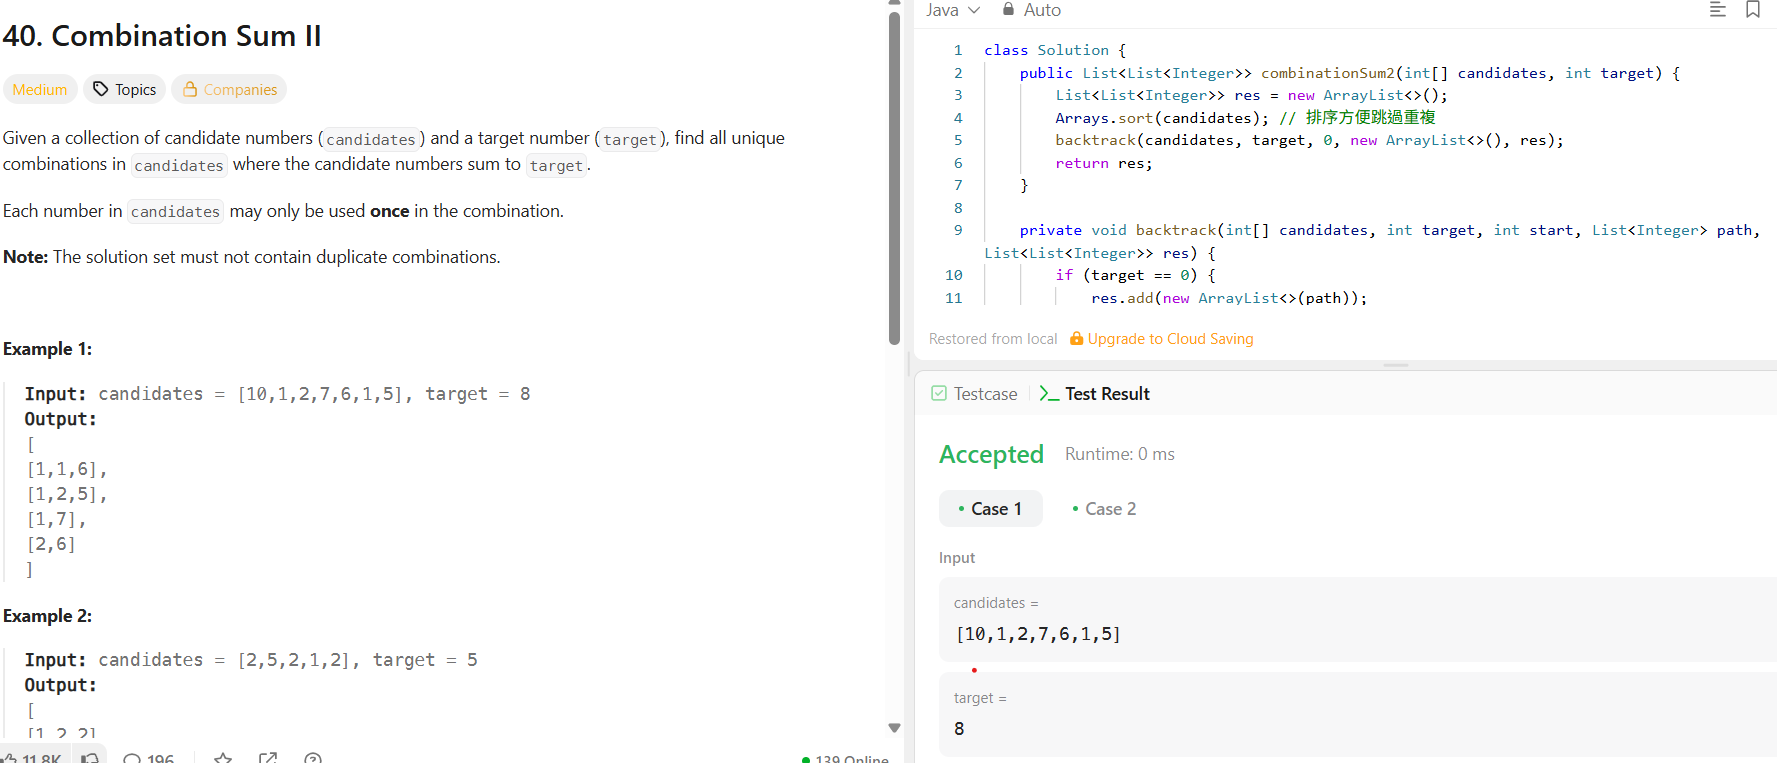 40. Combination Sum II
Medium
Topics
Companies
Given a collection of candidate numbers (candidates) and a target number (target), find all unique
combinations in candidates where the candidate numbers sum to target.
Each number in candidates may only be used once in the combination.
Note: The solution set must not contain duplicate combinations.
Example 1:
Input: candidates = [10,1,2,7,6,1,5], target = 8
Output:
[
[1,1,6],
[1,2,5],
[1,7],
[2,6]
]
Example 2:
Input: candidates = [2,5,2,1,2], target = 5
Output:
[
[1,2,2]
11.8K
196
139 Online
Java
Auto
1 class Solution {
2 public List<List<Integer>> combinationSum2(int[] candidates, int target) {
3 List<List<Integer>> res = new ArrayList<>();
4 Arrays.sort(candidates); // 排序方便跳過重複
5 backtrack(candidates, target, 0, new ArrayList<>(), res);
6 return res;
7 }
8
9 private void backtrack(int[] candidates, int target, int start, List<Integer> path,
List<List<Integer>> res) {
10 if (target == 0) {
11 res.add(new ArrayList<>(path));
Restored from local
Upgrade to Cloud Saving
Testcase
Test Result
Accepted
Runtime: 0 ms
Case 1
Case 2
Input
candidates =
[10,1,2,7,6,1,5]
target =
8